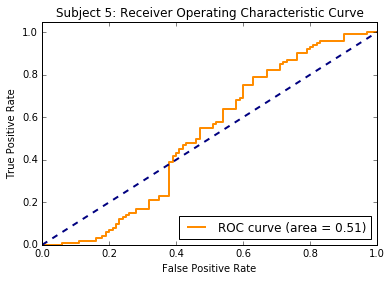 Subject 5: Receiver Operating Characteristic Curve
1.0
0.8
0.6
0.4
0.2
0.0
True Positive Rate
ROC curve (area = 0.51)
0.0 0.2 0.4 0.6 0.8 1.0
False Positive Rate